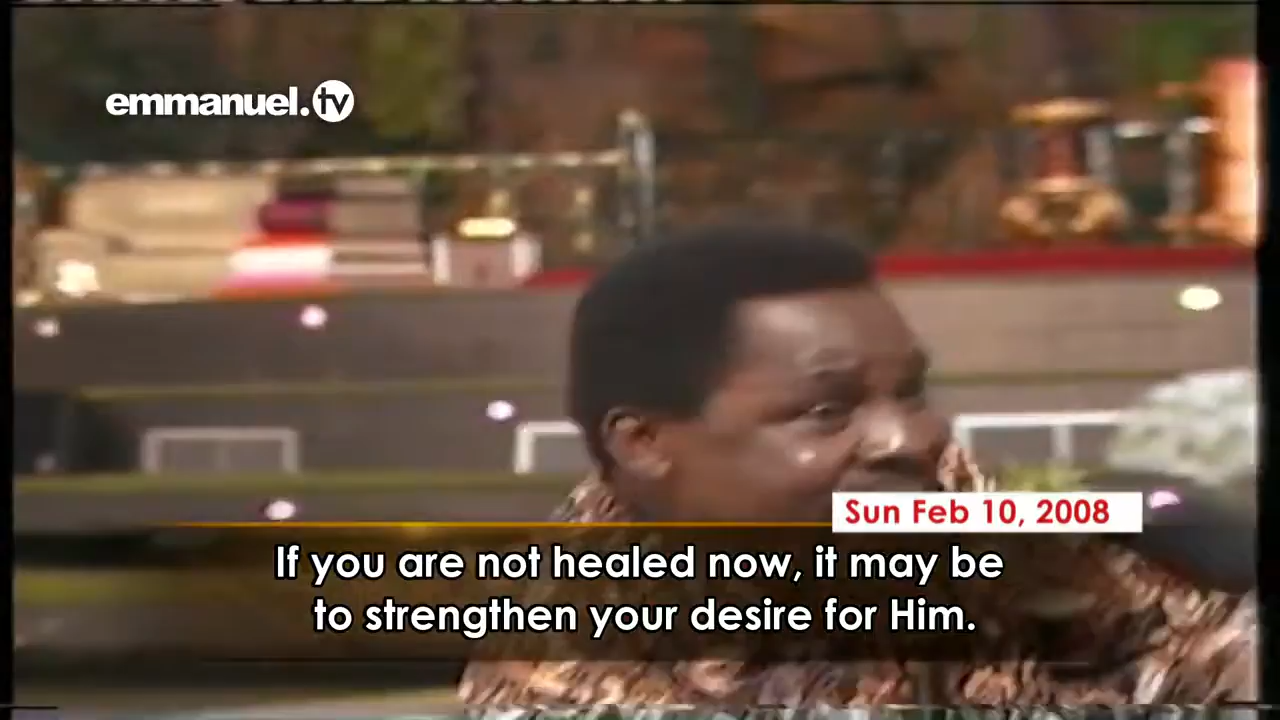 emmanuel.tv
Sun Feb 10, 2008
If you are not healed now, it may be
to strengthen your desire for Him.